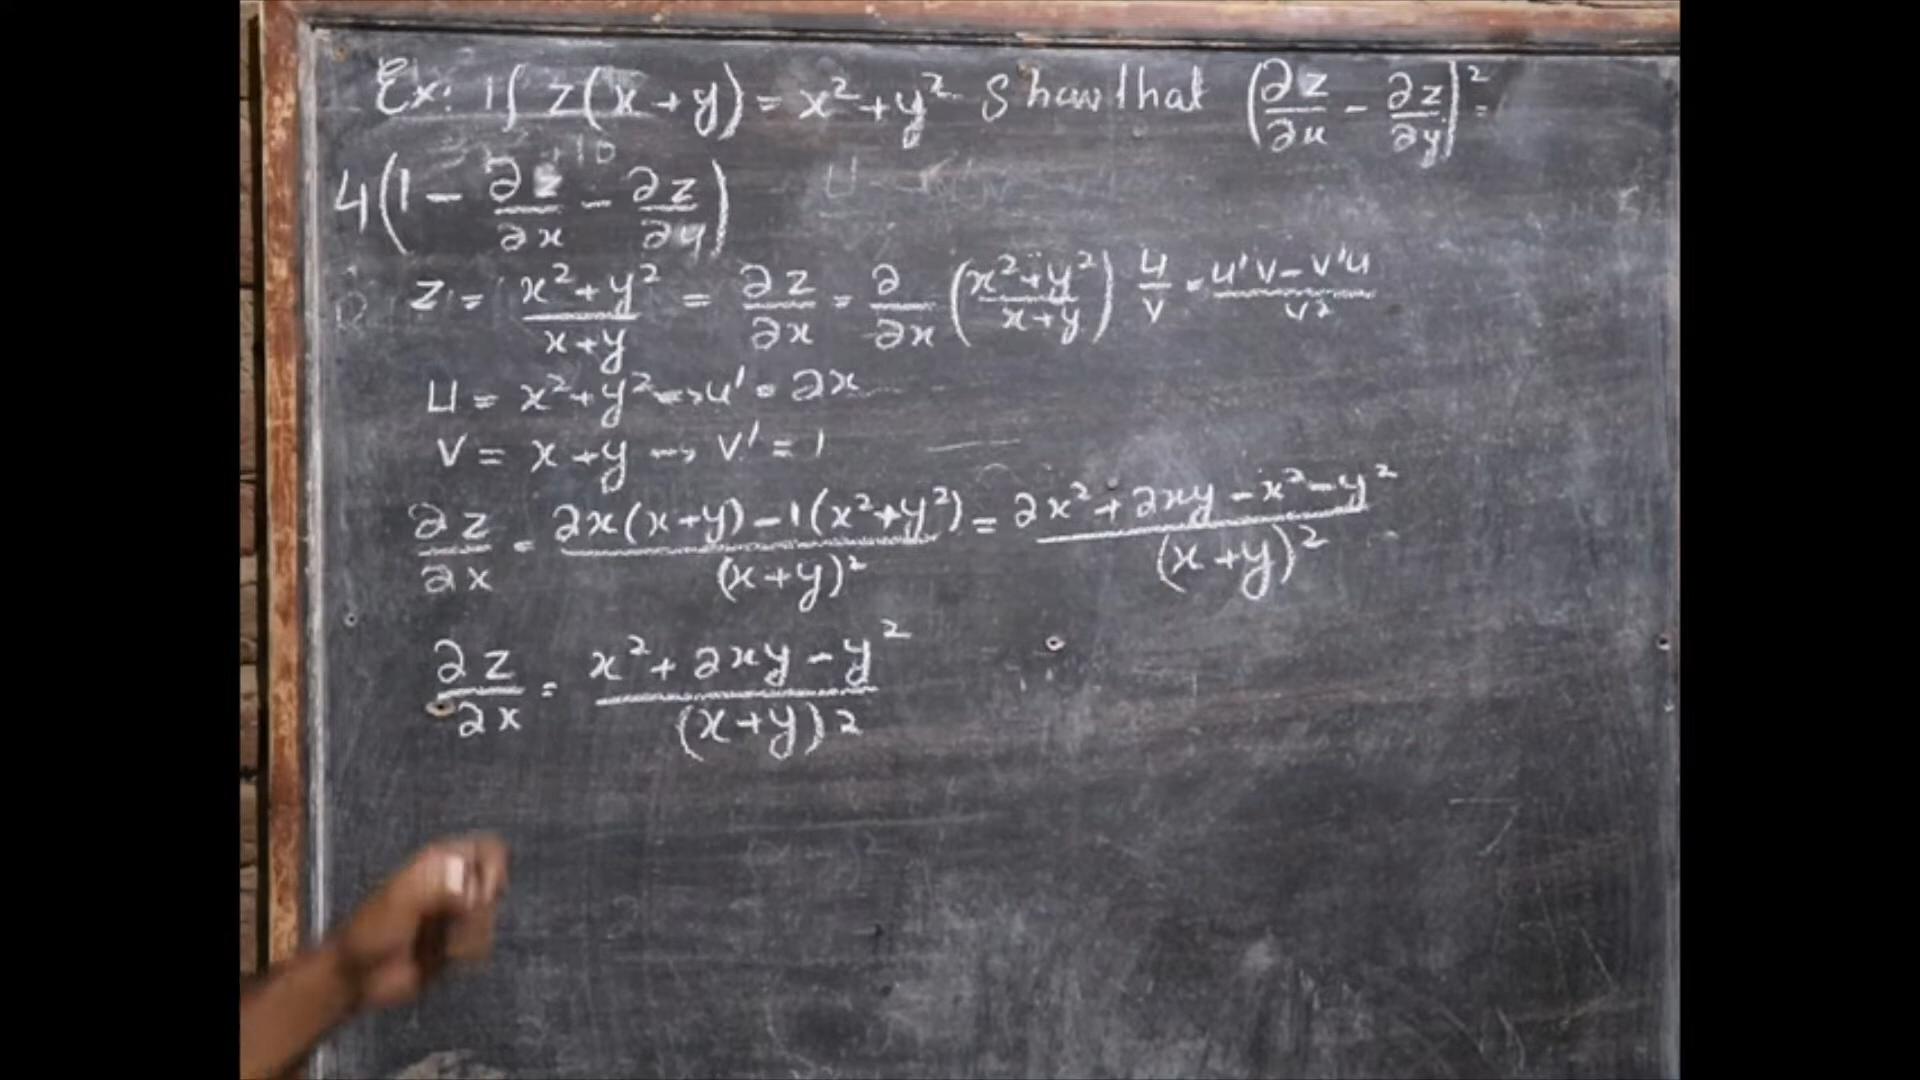 Ex: If z(x+y) = x²+y² Show that (∂z/∂x - ∂z/∂y)² =
4(1 - ∂z/∂x - ∂z/∂y)
z = (x²+y²)/(x+y) = ∂z/∂x = ∂/∂x ((x²+y²)/(x+y)) u/v = (u'v - v'u)/v²
u = x²+y² → u' = 2x
v = x+y → v' = 1
∂z/∂x = (2x(x+y) - 1(x²+y²))/(x+y)² = (2x²+2xy-x²-y²)/(x+y)²
∂z/∂x = (x²+2xy-y²)/(x+y)2